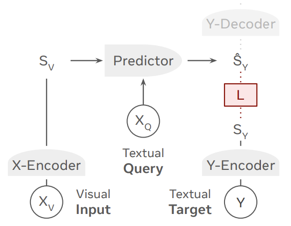 Y-Decoder
S_V
Predictor
Ŝ_Y
L
X_Q
S_Y
Textual
Query
X-Encoder
Y-Encoder
X_V
Visual
Input
Textual
Target
Y